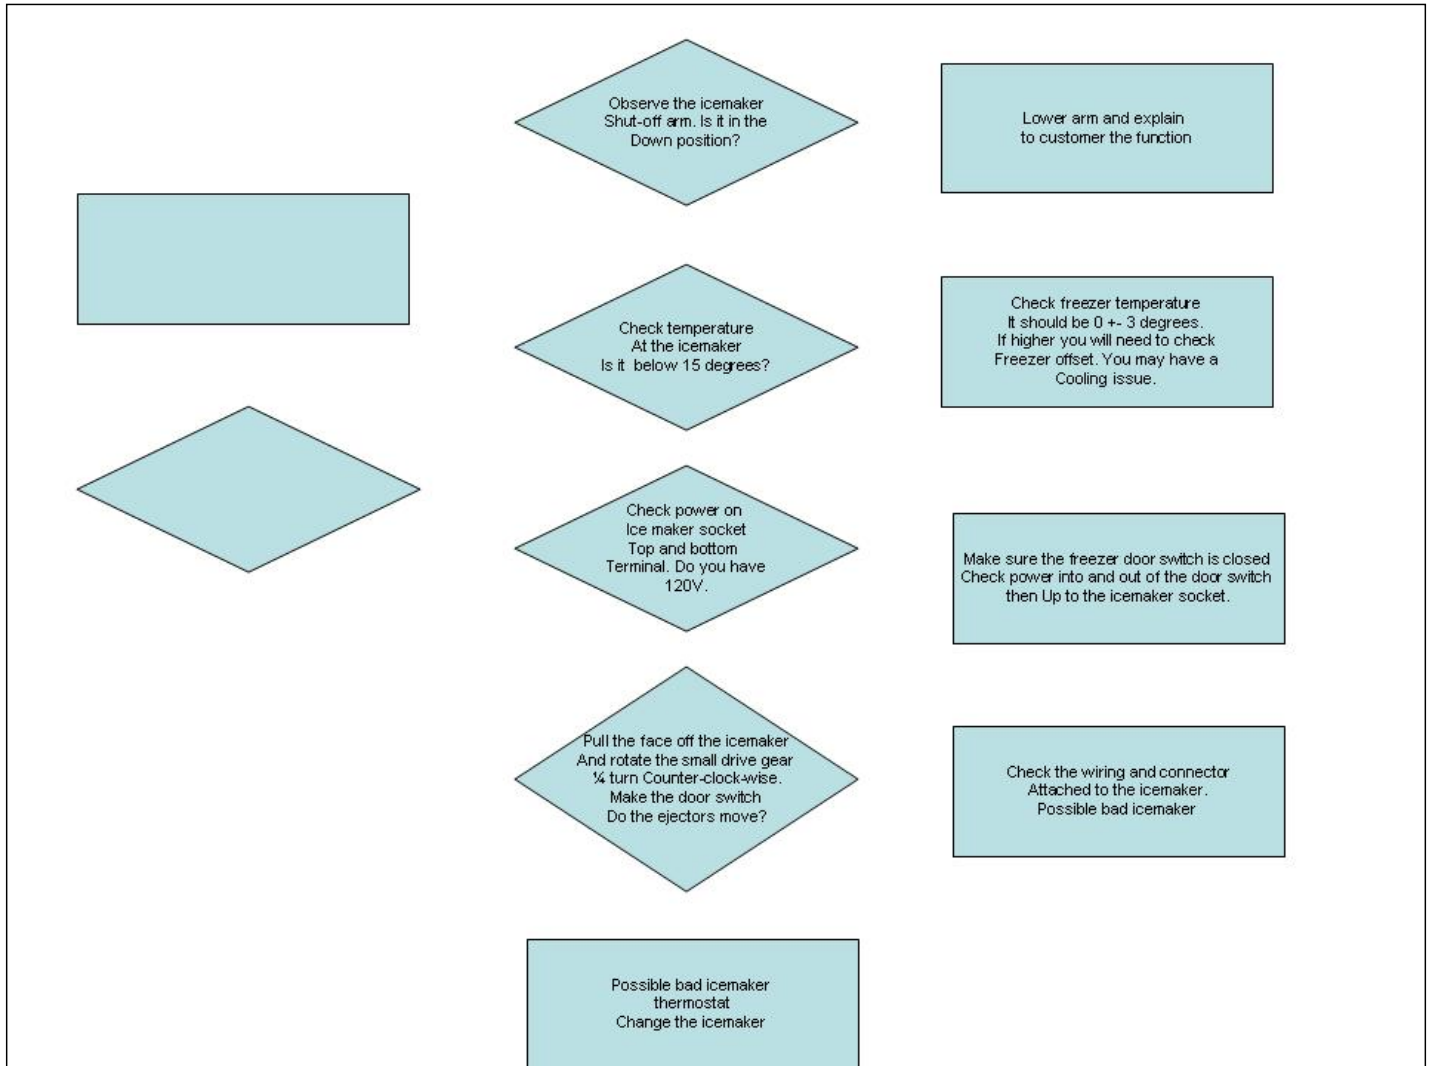 Observe the icemaker
Shut-off arm. Is it in the
Down position?
Lower arm and explain
to customer the function
Check temperature
At the icemaker
Is it below 15 degrees?
Check freezer temperature
It should be 0 +- 3 degrees.
If higher you will need to check
Freezer offset. You may have a
Cooling issue.
Check power on
Ice maker socket
Top and bottom
Terminal. Do you have
120V.
Make sure the freezer door switch is closed
Check power into and out of the door switch
then Up to the icemaker socket.
Pull the face off the icemaker
And rotate the small drive gear
¼ turn Counter-clock-wise.
Make the door switch
Do the ejectors move?
Check the wiring and connector
Attached to the icemaker.
Possible bad icemaker
Possible bad icemaker
thermostat
Change the icemaker